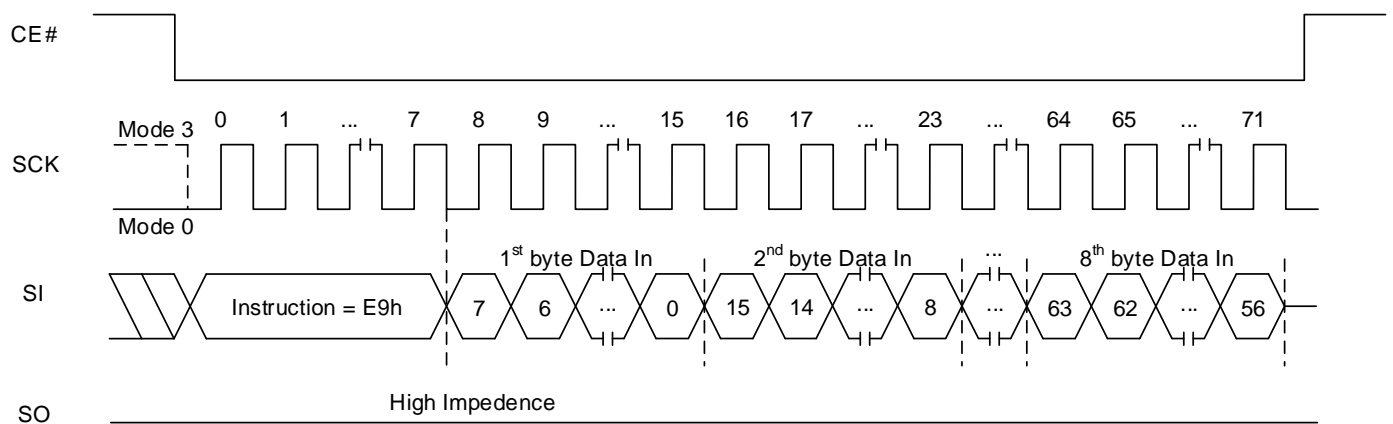 CE#
Mode 3 0 1 ... 7 8 9 ... 15 16 17 ... 23 ... 64 65 ... 71
SCK
Mode 0
1st byte Data In 2nd byte Data In ... 8th byte Data In
SI Instruction = E9h 7 6 ... 0 15 14 ... 8 ... 63 62 ... 56
High Impedence
SO